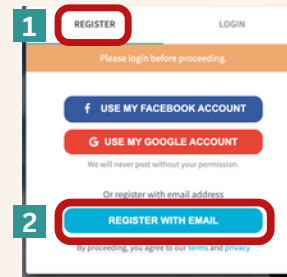 1
REGISTER LOGIN
Please login before proceeding.
f USE MY FACEBOOK ACCOUNT
G USE MY GOOGLE ACCOUNT
We will never post without your permission.
Or register with email address
2
REGISTER WITH EMAIL
By proceeding, you agree to our terms and privacy